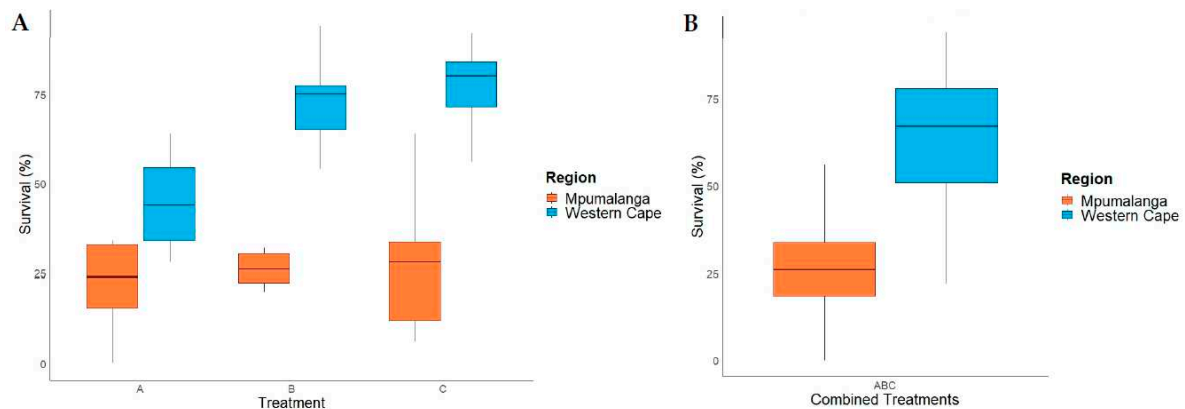 A
Survival (%)
75
50
25
0
A B C
Treatment
Region
Mpumalanga
Western Cape
B
Survival (%)
75
50
25
0
ABC
Combined Treatments
Region
Mpumalanga
Western Cape